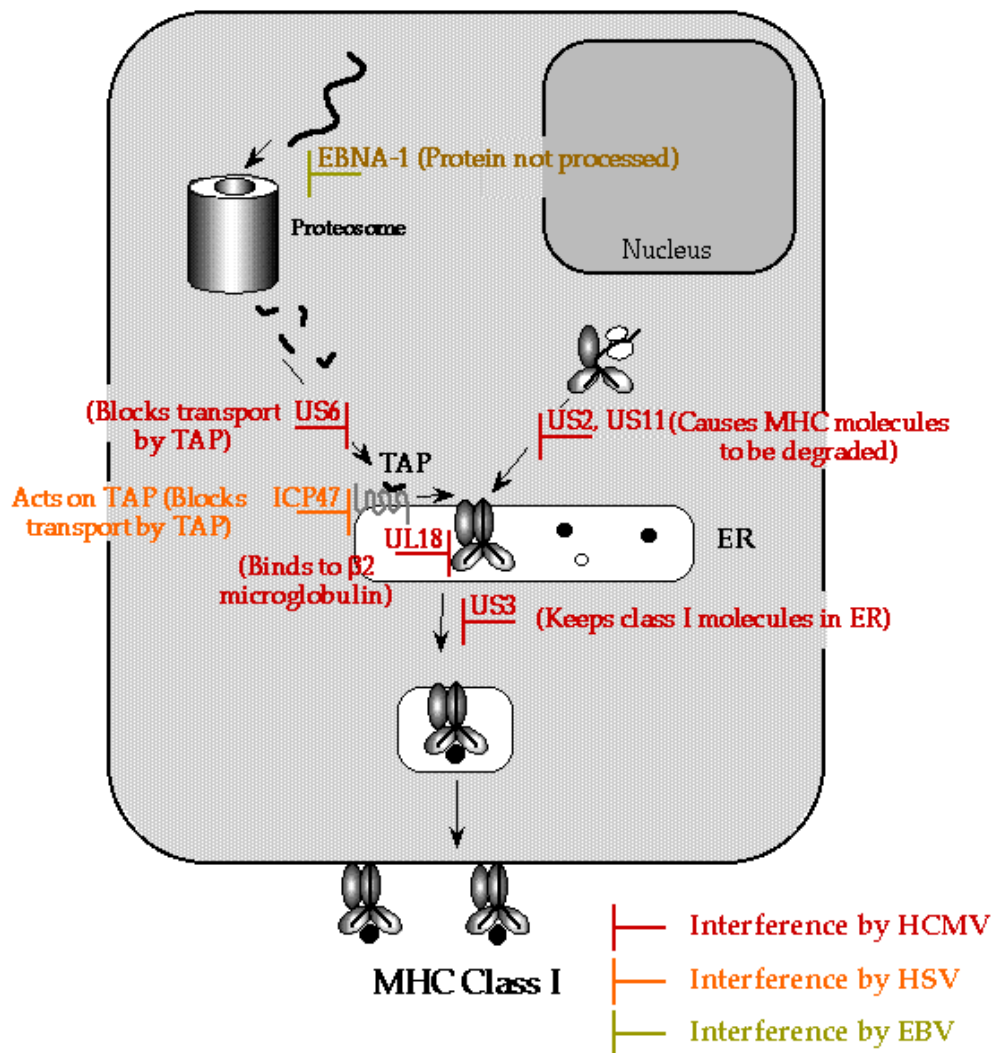 EBNA-1 (Protein not processed)
Proteosome
Nucleus
(Blocks transport US6
by TAP)
US2, US11 (Causes MHC molecules
to be degraded)
TAP
Acts on TAP (Blocks ICP47
transport by TAP)
UL18
ER
(Binds to β2
microglobulin)
US3
(Keeps class I molecules in ER)
MHC Class I
Interference by HCMV
Interference by HSV
Interference by EBV